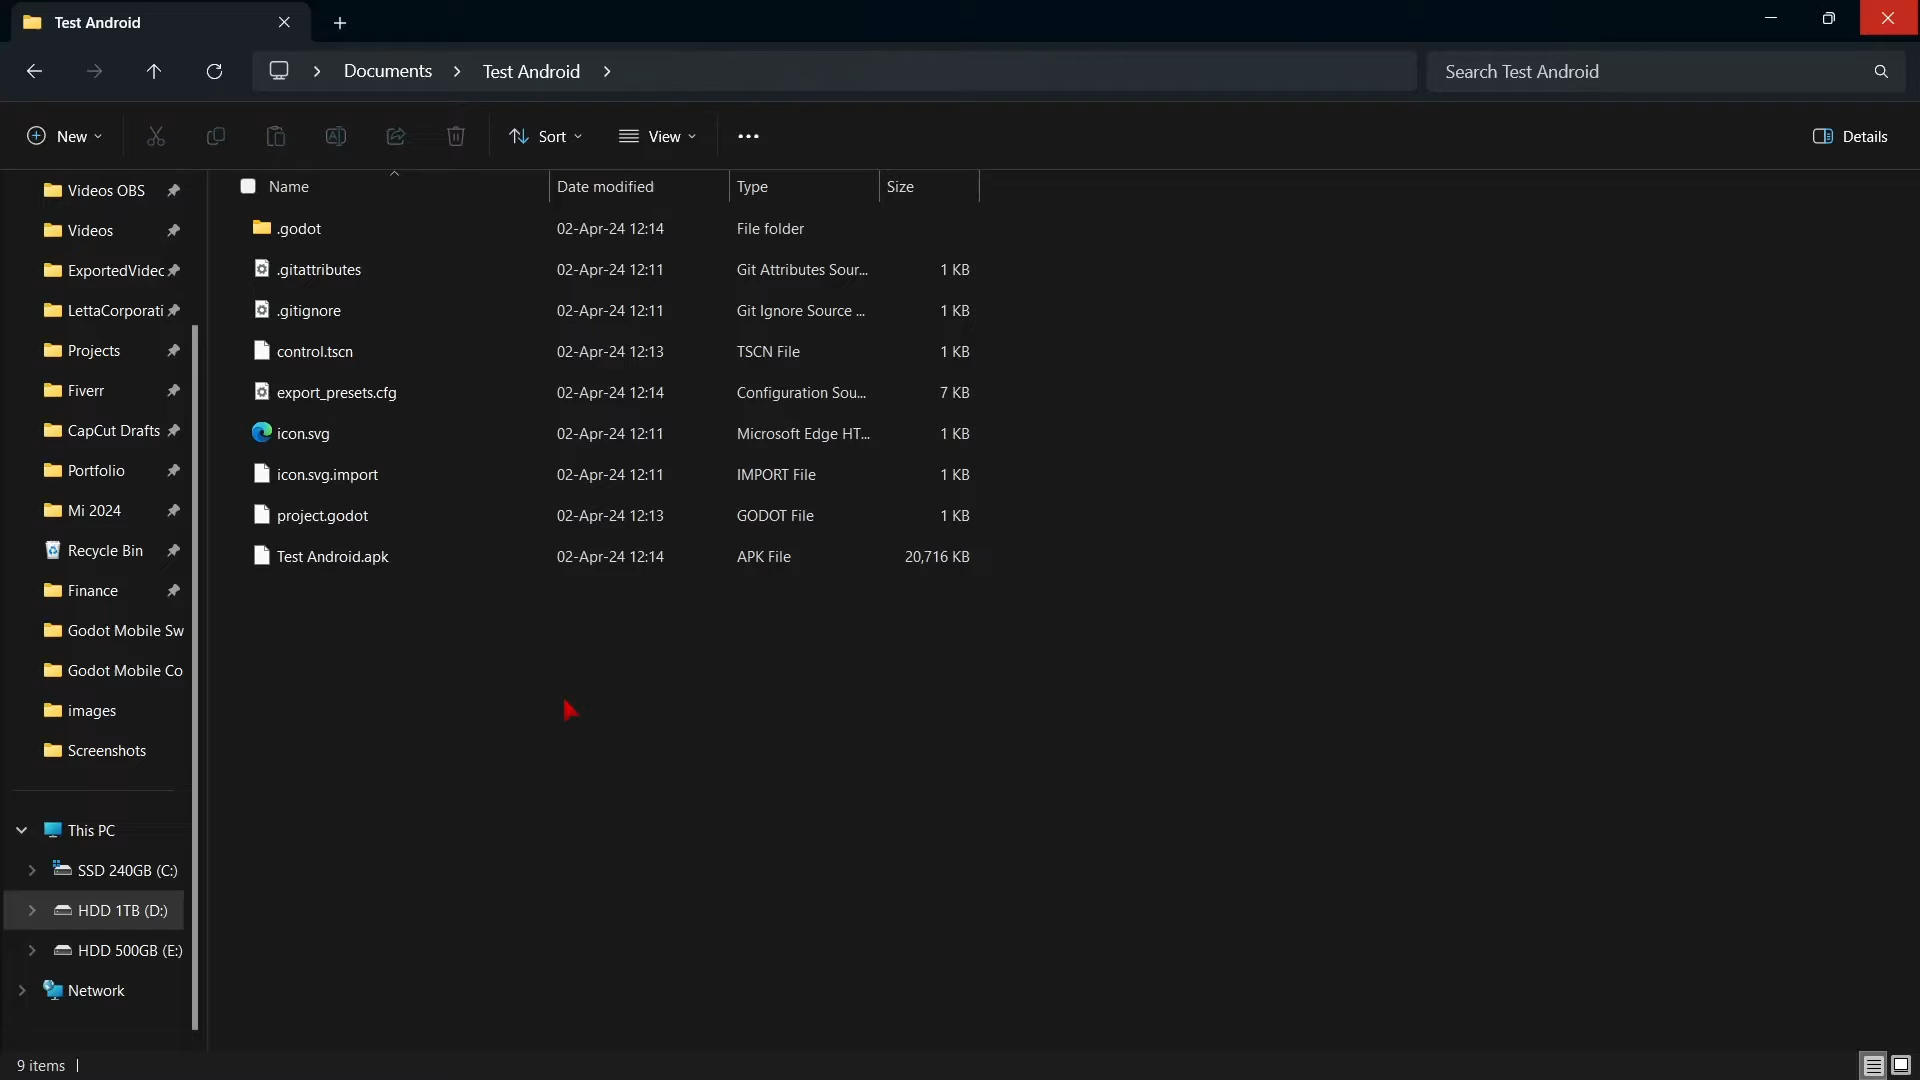 Test Android
Documents > Test Android >
Search Test Android
New
Sort
View
Details
Name Date modified Type Size
.godot 02-Apr-24 12:14 File folder
.gitattributes 02-Apr-24 12:11 Git Attributes Sour... 1 KB
.gitignore 02-Apr-24 12:11 Git Ignore Source ... 1 KB
control.tscn 02-Apr-24 12:13 TSCN File 1 KB
export_presets.cfg 02-Apr-24 12:14 Configuration Sou... 7 KB
icon.svg 02-Apr-24 12:11 Microsoft Edge HT... 1 KB
icon.svg.import 02-Apr-24 12:11 IMPORT File 1 KB
project.godot 02-Apr-24 12:13 GODOT File 1 KB
Test Android.apk 02-Apr-24 12:14 APK File 20,716 KB
Videos OBS
Videos
ExportedVidec
LettaCorporati
Projects
Fiverr
CapCut Drafts
Portfolio
Mi 2024
Recycle Bin
Finance
Godot Mobile Sw
Godot Mobile Co
images
Screenshots
This PC
SSD 240GB (C:)
HDD 1TB (D:)
HDD 500GB (E:)
Network
9 items